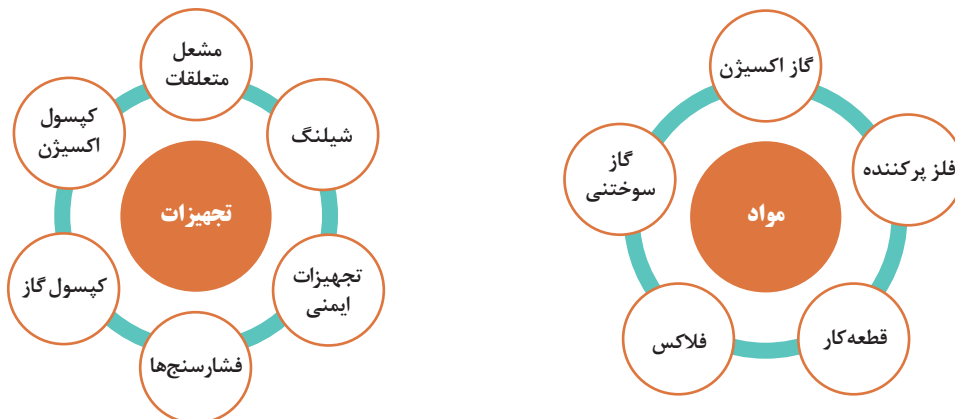 مواد
گاز اکسیژن
فلز پرکننده
قطعه‌کار
فلاکس
گاز
سوختنی
تجهیزات
مشعل
متعلقات
شیلنگ
تجهیزات
ایمنی
فشارسنج‌ها
کپسول گاز
کپسول
اکسیژن